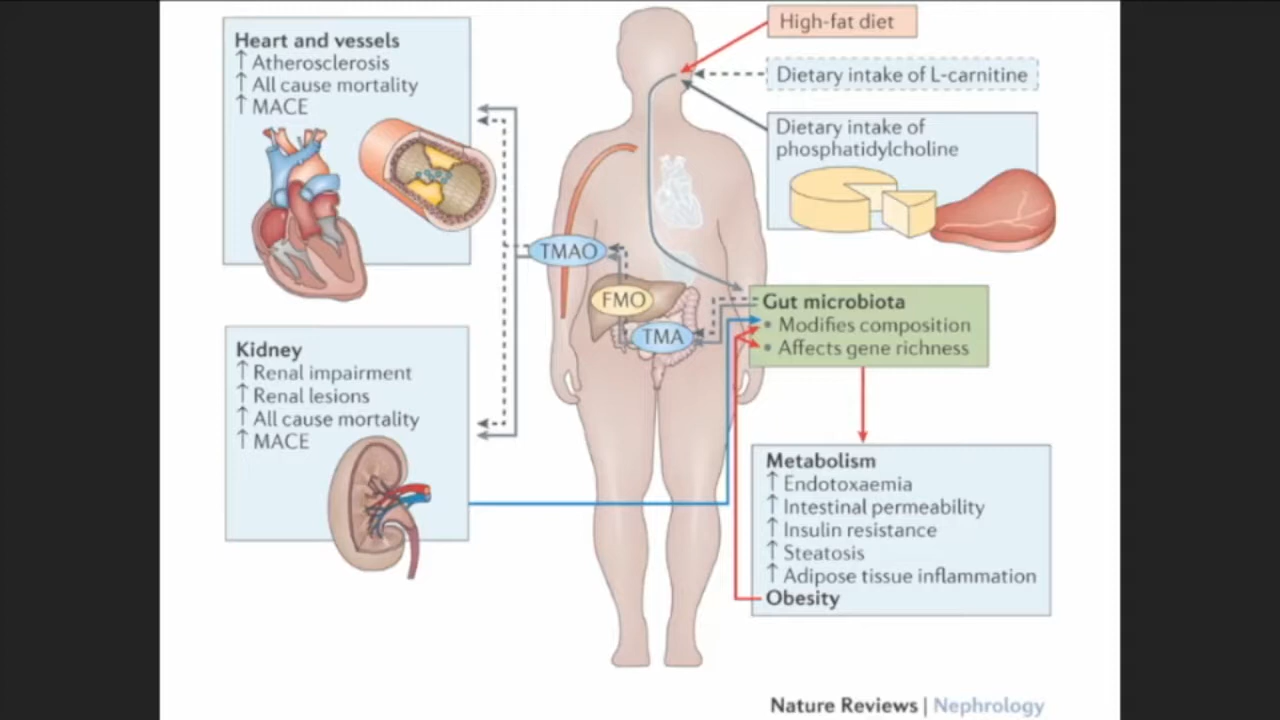 Heart and vessels
↑ Atherosclerosis
↑ All cause mortality
↑ MACE
High-fat diet
Dietary intake of L-carnitine
Dietary intake of
phosphatidylcholine
TMAO
FMO
TMA
Gut microbiota
• Modifies composition
• Affects gene richness
Kidney
↑ Renal impairment
↑ Renal lesions
↑ All cause mortality
↑ MACE
Metabolism
↑ Endotoxaemia
↑ Intestinal permeability
↑ Insulin resistance
↑ Steatosis
↑ Adipose tissue inflammation
Obesity
Nature Reviews | Nephrology